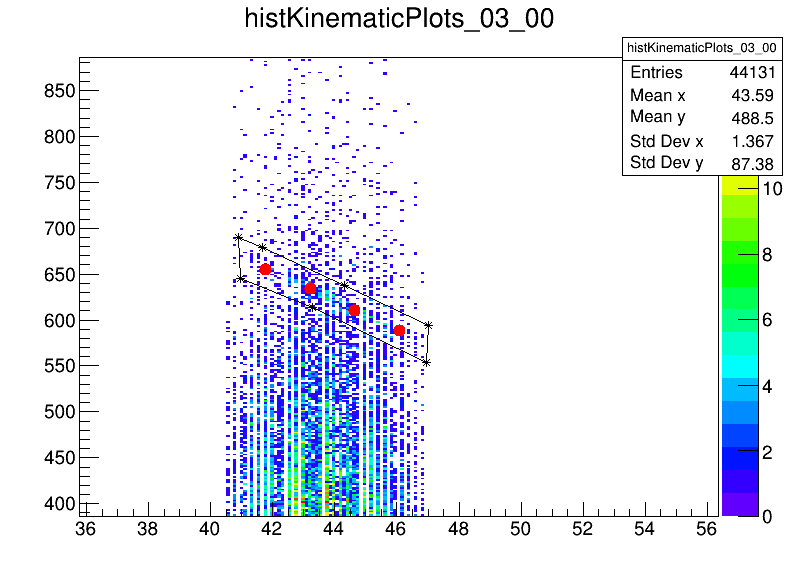 histKinematicPlots_03_00
histKinematicPlots_03_00
Entries 44131
Mean x 43.59
Mean y 488.5
Std Dev x 1.367
Std Dev y 87.38
850
800
750
700
650
600
550
500
450
400
10
8
6
4
2
0
36 38 40 42 44 46 48 50 52 54 56